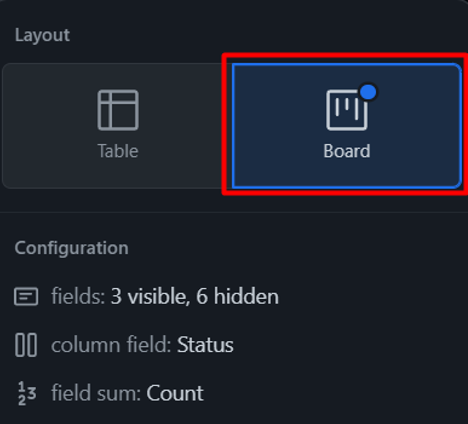 Layout
Table
Board
Configuration
fields: 3 visible, 6 hidden
column field: Status
field sum: Count